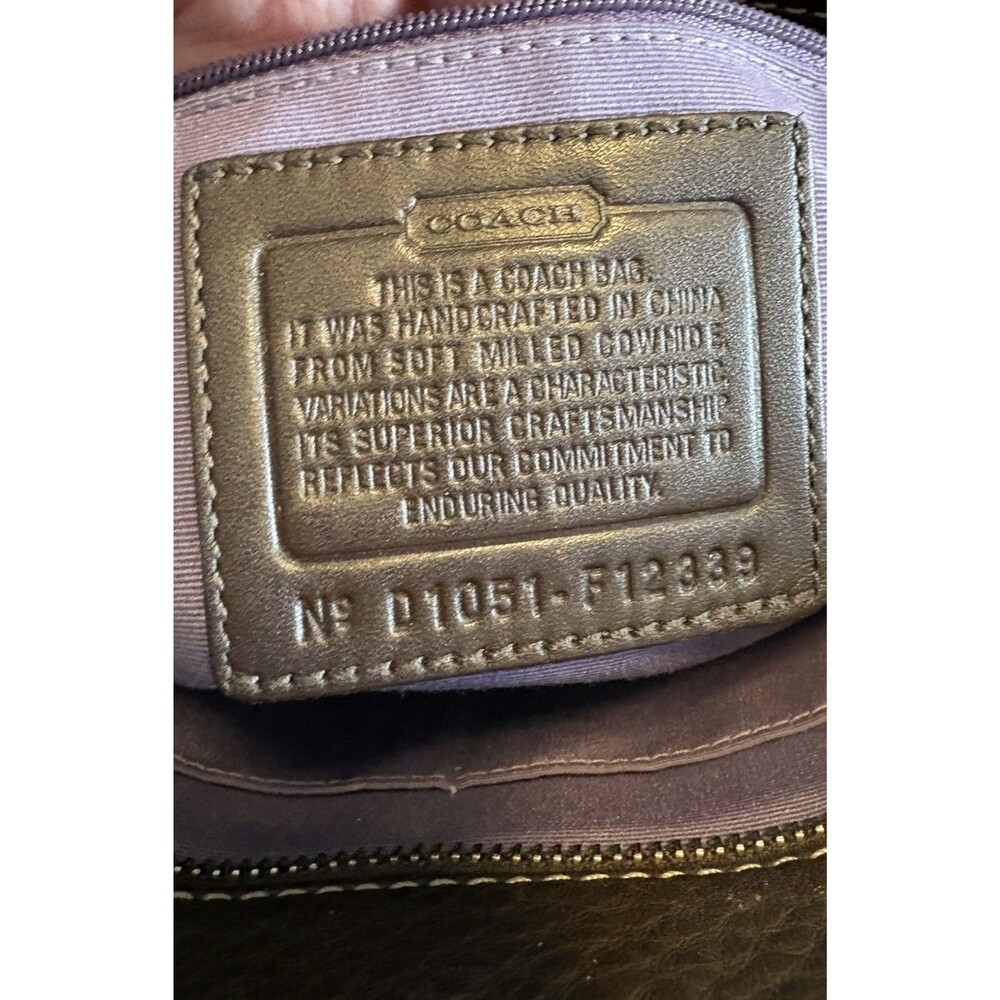 COACH
THIS IS A COACH BAG.
IT WAS HANDCRAFTED IN CHINA
FROM SOFT MILLED COWHIDE.
VARIATIONS ARE A CHARACTERISTIC.
ITS SUPERIOR CRAFTSMANSHIP
REFLECTS OUR COMMITMENT TO
ENDURING QUALITY.
Nº D1051-F12339